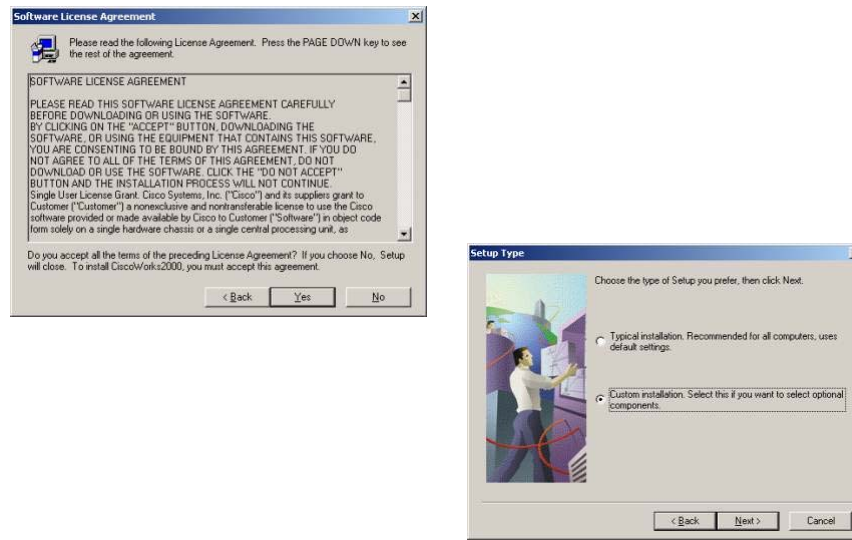 Software License Agreement
Please read the following License Agreement. Press the PAGE DOWN key to see
the rest of the agreement.
SOFTWARE LICENSE AGREEMENT
PLEASE READ THIS SOFTWARE LICENSE AGREEMENT CAREFULLY
BEFORE DOWNLOADING OR USING THE SOFTWARE.
BY CLICKING ON THE "ACCEPT" BUTTON, DOWNLOADING THE
SOFTWARE, OR USING THE EQUIPMENT THAT CONTAINS THIS SOFTWARE,
YOU ARE CONSENTING TO BE BOUND BY THIS AGREEMENT. IF YOU DO
NOT AGREE TO ALL OF THE TERMS OF THIS AGREEMENT, DO NOT
DOWNLOAD OR USE THE SOFTWARE. CLICK THE "DO NOT ACCEPT"
BUTTON AND THE INSTALLATION PROCESS WILL NOT CONTINUE.
Single User License Grant. Cisco Systems, Inc. ("Cisco") and its suppliers grant to
Customer ("Customer") a nonexclusive and nontransferable license to use the Cisco
software provided or made available by Cisco to Customer ("Software") in object code
form solely on a single hardware chassis or a single central processing unit, as
Do you accept all the terms of the preceding License Agreement? If you choose No, Setup
will close. To install CiscoWorks2000, you must accept this agreement.
< Back
Yes
No
Setup Type
Choose the type of Setup you prefer, then click Next.
Typical installation. Recommended for all computers, uses
default settings.
Custom installation. Select this if you want to select optional
components.
< Back
Next >
Cancel